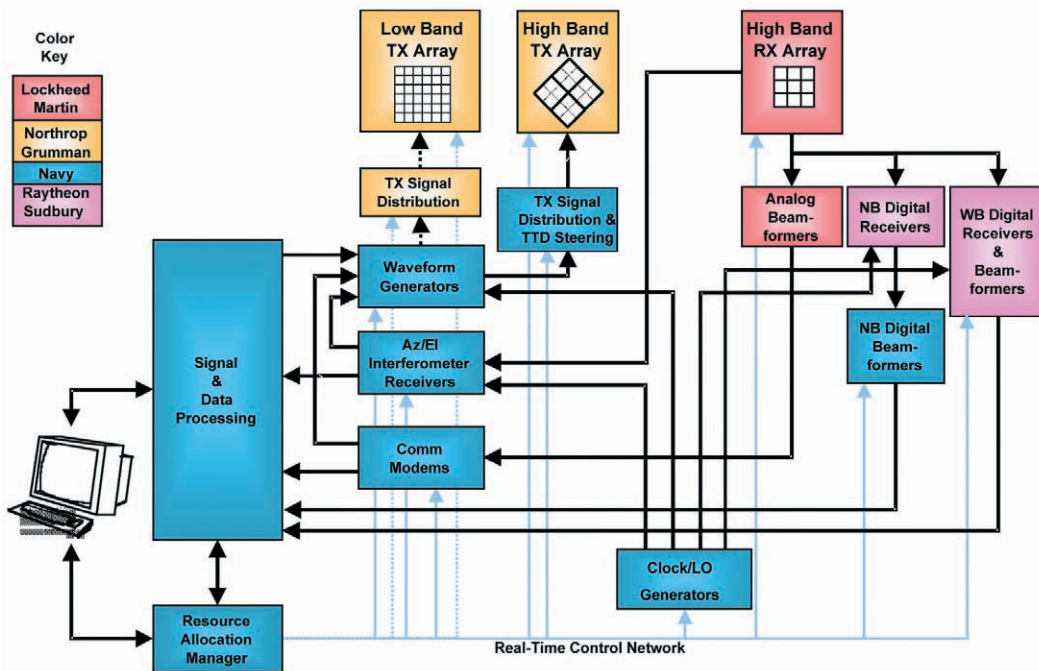 Color
Key
Lockheed
Martin
Northrop
Grumman
Navy
Raytheon
Sudbury
Low Band
TX Array
High Band
TX Array
High Band
RX Array
TX Signal
Distribution
TX Signal
Distribution &
TTD Steering
Analog
Beam-
formers
NB Digital
Receivers
WB Digital
Receivers
&
Beam-
formers
Waveform
Generators
NB Digital
Beam-
formers
Az/El
Interferometer
Receivers
Signal
&
Data
Processing
Comm
Modems
Clock/LO
Generators
Resource
Allocation
Manager
Real-Time Control Network